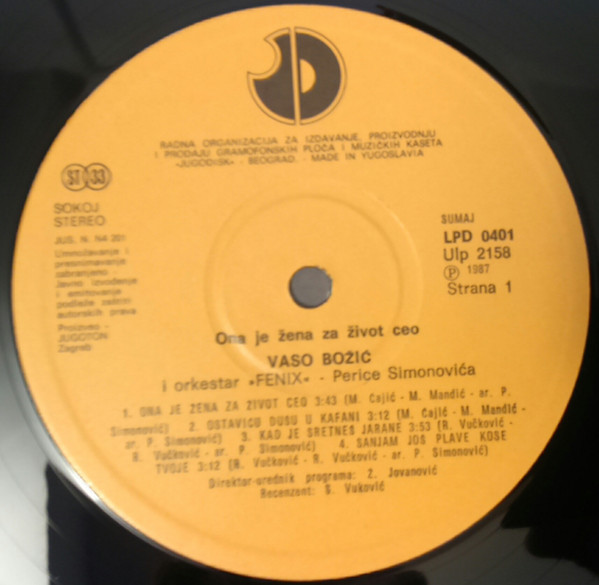 RADNA ORGANIZACIJA ZA IZDAVANJE, PROIZVODNJU
I PRODAJU GRAMOFONSKIH PLOČA I MUZIČKIH KASETA
»JUGODISK« - BEOGRAD. - MADE IN YUGOSLAVIA
ST 33
SOKOJ
STEREO
JUS. N. N4 201
Umnožavanje i
presnimavanje
zabranjeno -
Javno izvođenje
i emitovanje
podleže zaštiti
autorskih prava
Proizveo -
JUGOTON
Zagreb
SUMAJ
LPD 0401
Ulp 2158
Ⓟ 1987
Strana 1
Ona je žena za život ceo
VASO BOŽIĆ
i orkestar »FENIX« - Perice Simonovića
1. ONA JE ŽENA ZA ŽIVOT CEO 3:43 (M. Cajić - M. Mandić - ar. P.
Simonović) 2. OSTAVICU DUSU U KAFANI 3:12 (M. Cajić - M. Mandić -
ar. P. Simonović) 3. KAD JE SRETNES JARANE 3:53 (R. Vučković -
R. Vučković - ar. P. Simonović) 4. SANJAM JOS PLAVE KOSE
TVOJE 3:12 (R. Vučković - R. Vučković - ar. P. Simonović)
Direktor-urednik programa: Z. Jovanović
Recenzent: S. Vuković